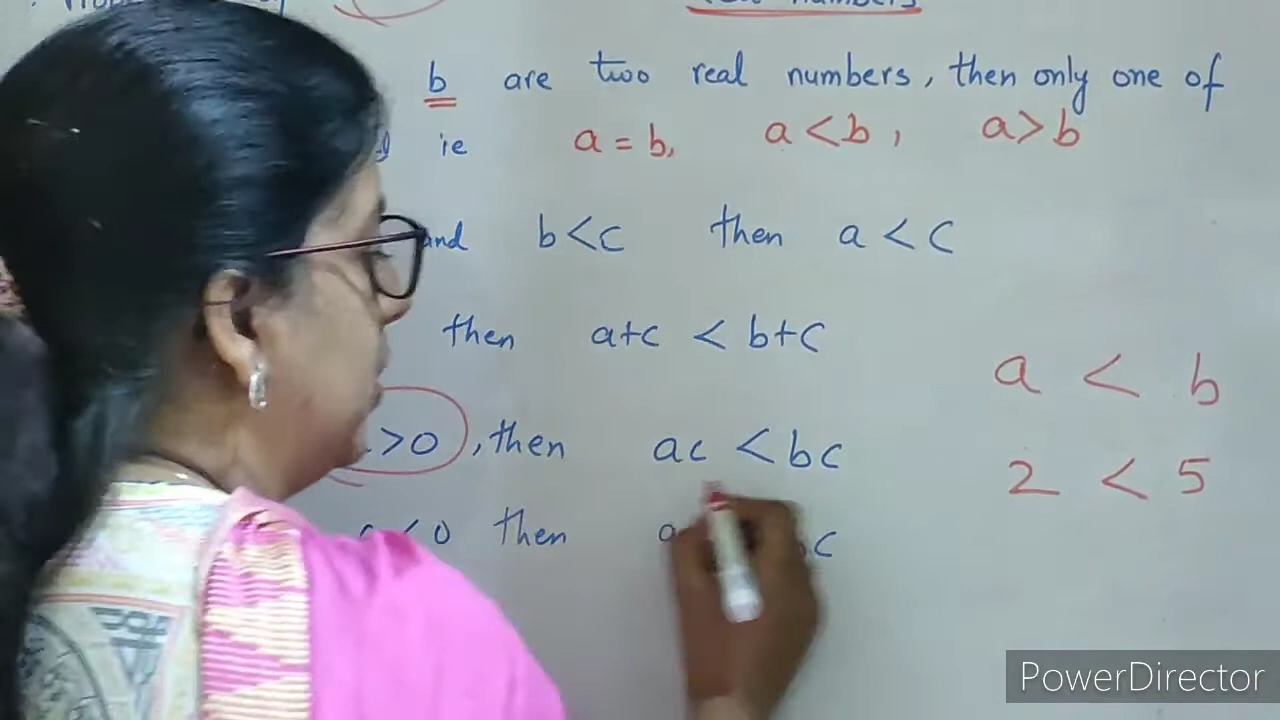 b are two real numbers, then only one of
ie a = b, a < b, a > b
and b < c then a < c
then a+c < b+c
a < b
>0, then ac < bc
2 < 5
< 0 then c
PowerDirector